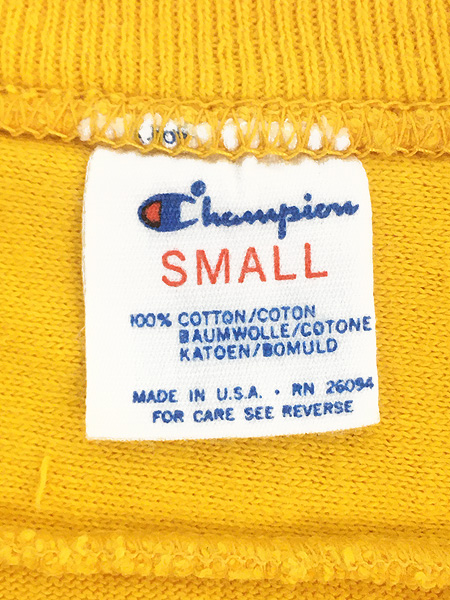 Champion
SMALL
100% COTTON/COTON
BAUMWOLLE/COTONE
KATOEN/BOMULD
MADE IN U.S.A. · RN 26094
FOR CARE SEE REVERSE